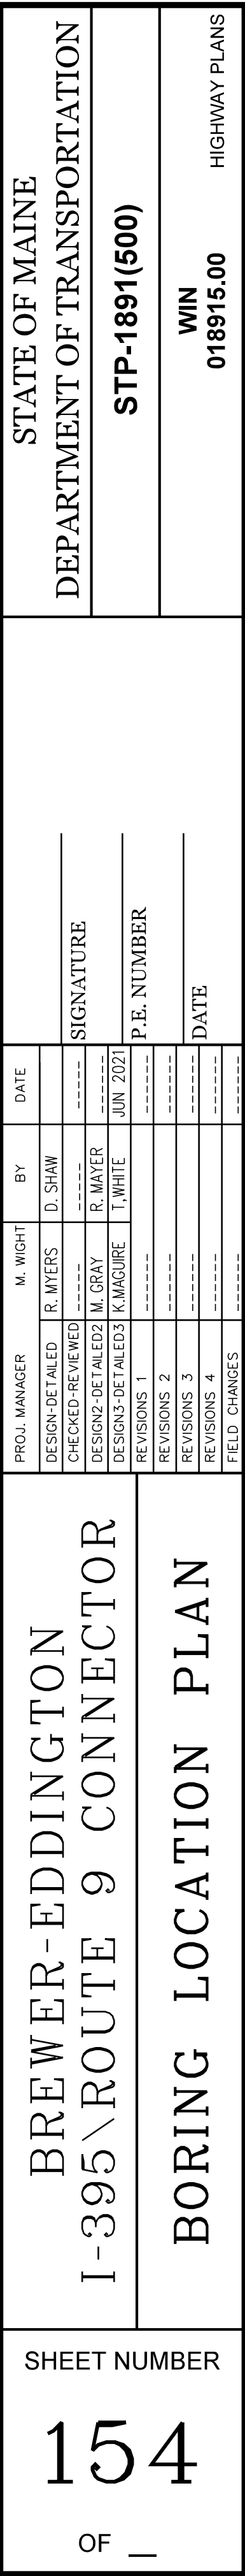 STATE OF MAINE
DEPARTMENT OF TRANSPORTATION
STP-1891(500)
WIN
018915.00
HIGHWAY PLANS
SIGNATURE
P.E. NUMBER
DATE
PROJ. MANAGER M. WIGHT BY DATE
DESIGN-DETAILED R. MYERS D. SHAW
CHECKED-REVIEWED ----- ----- -----
DESIGN2-DETAILED2 M. GRAY R. MAYER ------
DESIGN3-DETAILED3 K.MAGUIRE T,WHITE JUN 2021
REVISIONS 1 ------ ------
REVISIONS 2 ------ ------
REVISIONS 3 ------ ------
REVISIONS 4 ------ ------
FIELD CHANGES ------ ------
BREWER-EDDINGTON
I-395\ROUTE 9 CONNECTOR
BORING LOCATION PLAN
SHEET NUMBER
154
OF __